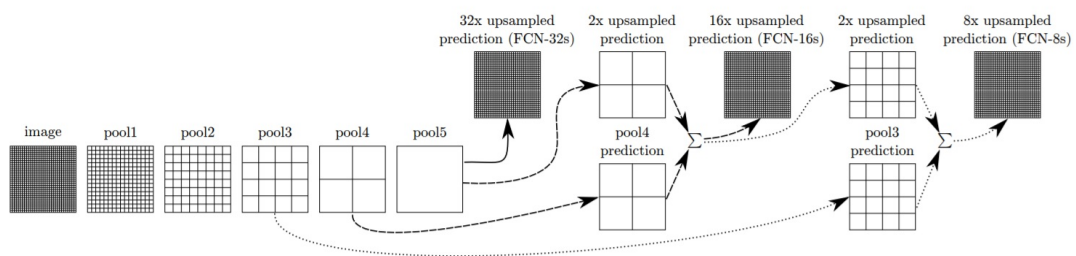 32x upsampled
prediction (FCN-32s)
2x upsampled
prediction
16x upsampled
prediction (FCN-16s)
2x upsampled
prediction
8x upsampled
prediction (FCN-8s)
image
pool1
pool2
pool3
pool4
pool5
pool4
prediction
∑
pool3
prediction
∑